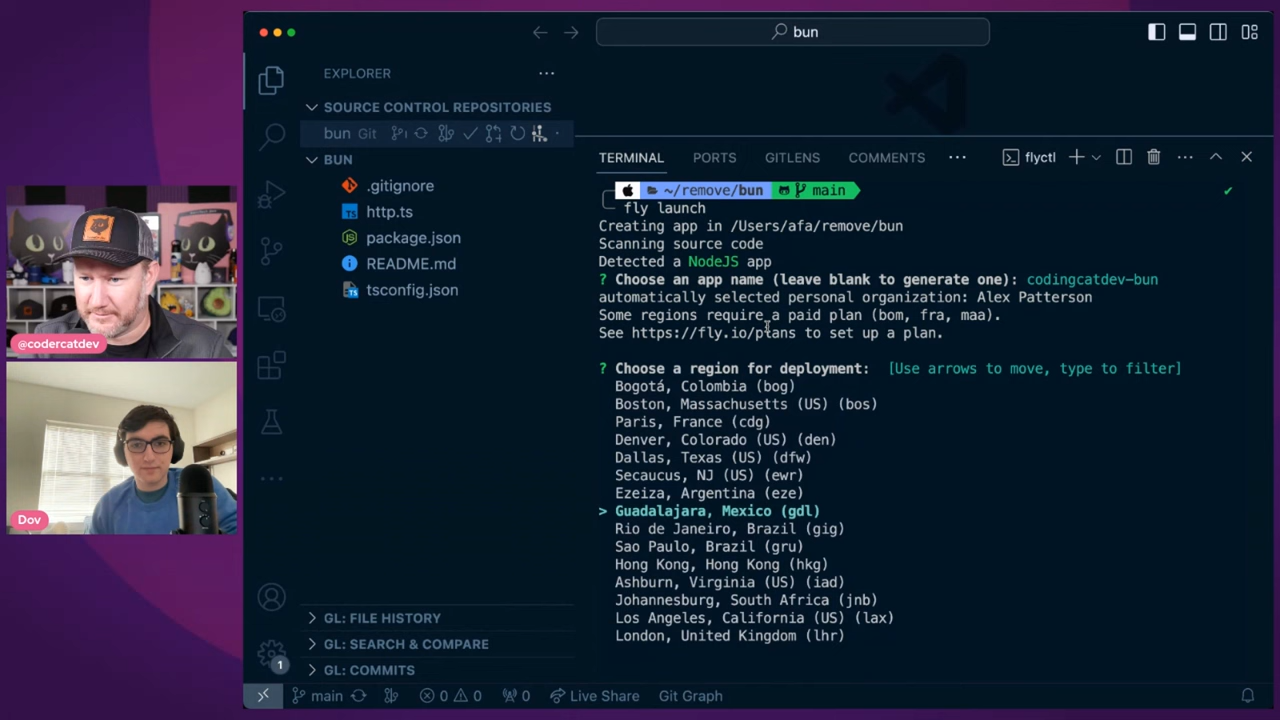 bun
EXPLORER
SOURCE CONTROL REPOSITORIES
bun Git
BUN
.gitignore
http.ts
package.json
README.md
tsconfig.json
GL: FILE HISTORY
GL: SEARCH & COMPARE
GL: COMMITS
TERMINAL PORTS GITLENS COMMENTS flyctl
~/remove/bun main
fly launch
Creating app in /Users/afa/remove/bun
Scanning source code
Detected a NodeJS app
? Choose an app name (leave blank to generate one): codingcatdev-bun
automatically selected personal organization: Alex Patterson
Some regions require a paid plan (bom, fra, maa).
See https://fly.io/plans to set up a plan.
? Choose a region for deployment: [Use arrows to move, type to filter]
Bogotá, Colombia (bog)
Boston, Massachusetts (US) (bos)
Paris, France (cdg)
Denver, Colorado (US) (den)
Dallas, Texas (US) (dfw)
Secaucus, NJ (US) (ewr)
Ezeiza, Argentina (eze)
> Guadalajara, Mexico (gdl)
Rio de Janeiro, Brazil (gig)
Sao Paulo, Brazil (gru)
Hong Kong, Hong Kong (hkg)
Ashburn, Virginia (US) (iad)
Johannesburg, South Africa (jnb)
Los Angeles, California (US) (lax)
London, United Kingdom (lhr)
1
main 0 0 0 Live Share Git Graph
@codercatdev
Dov